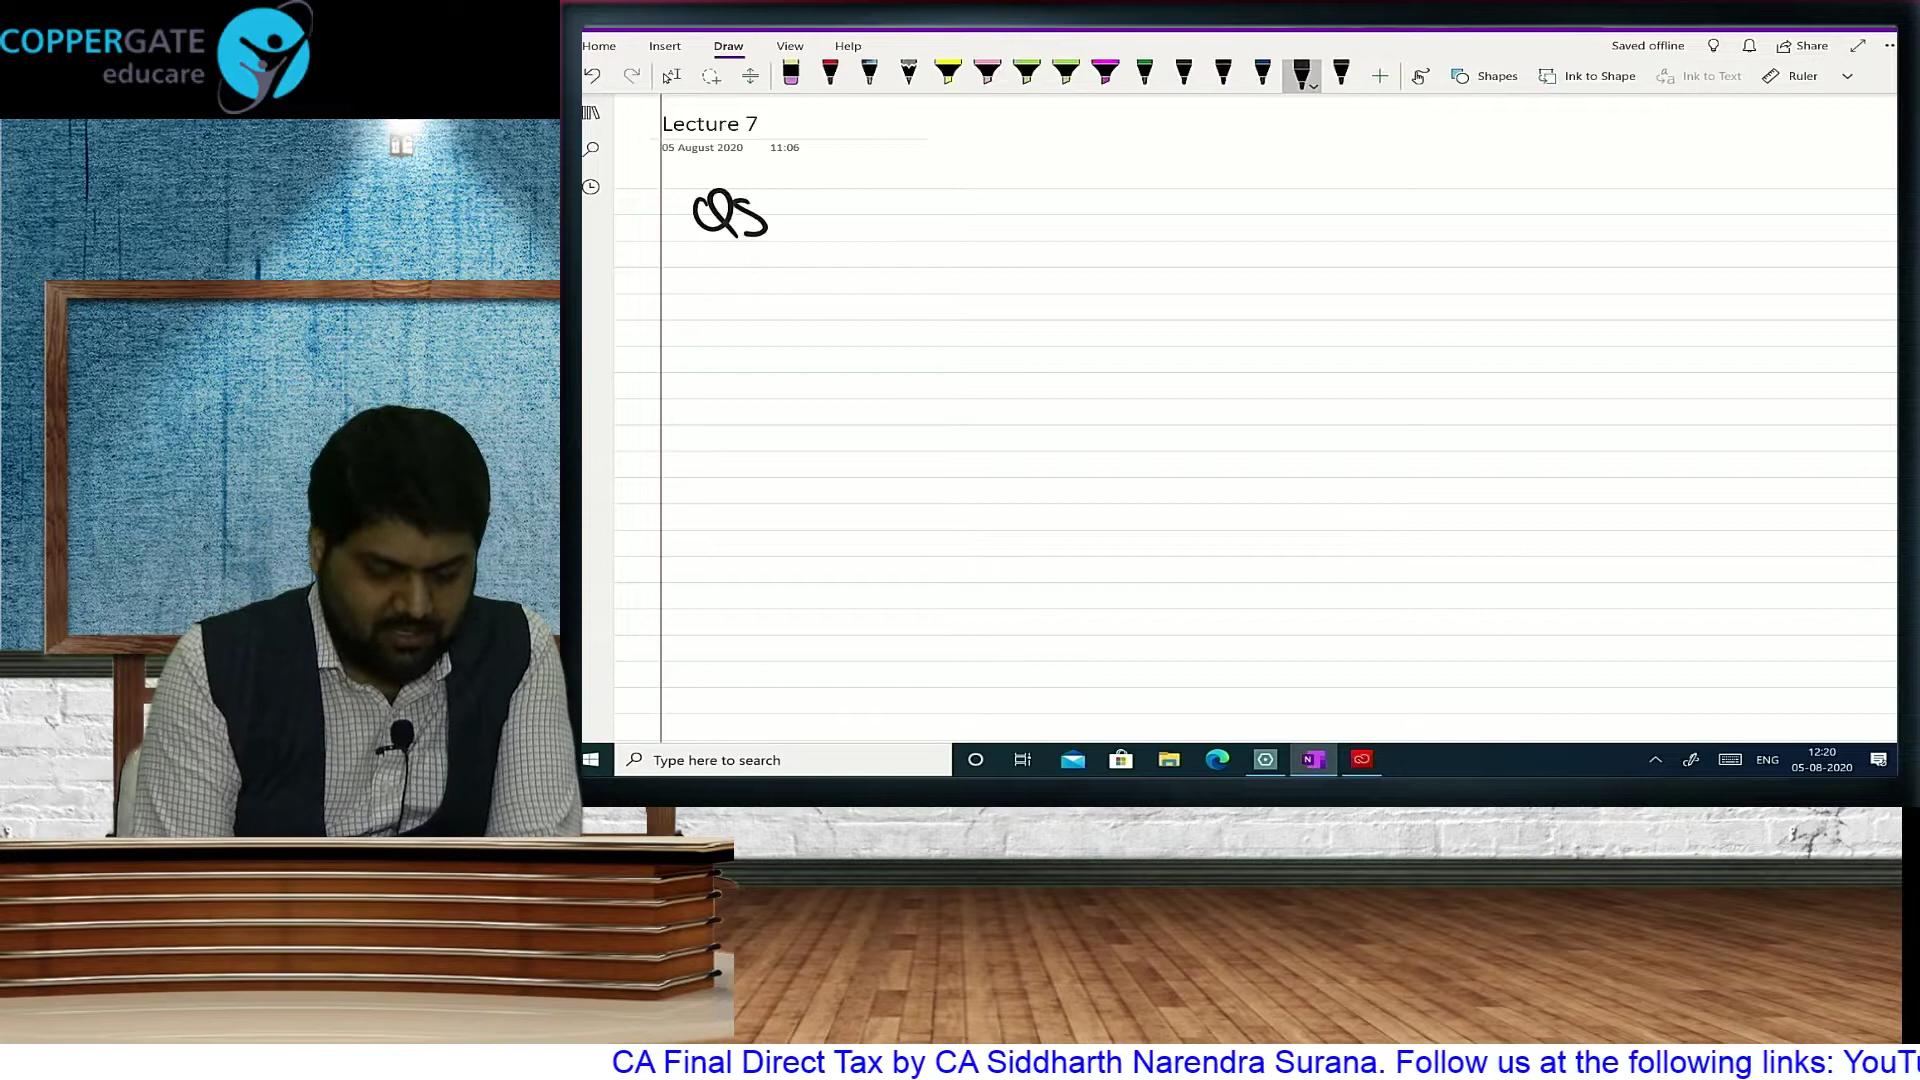 COPPERGATE
educare
Home Insert Draw View Help
Saved offline Share
Shapes Ink to Shape Ink to Text Ruler
Lecture 7
05 August 2020 11:06
QS
Type here to search
N
ENG
12:20
05-08-2020
CA Final Direct Tax by CA Siddharth Narendra Surana. Follow us at the following links: YouTu